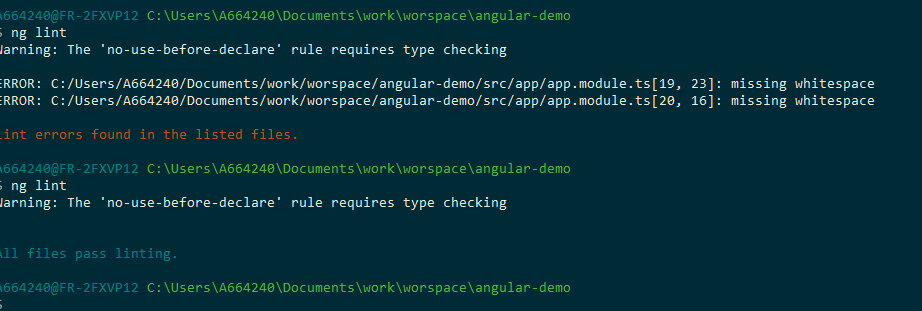 A664240@FR-2FXVP12 C:\Users\A664240\Documents\work\worspace\angular-demo
$ ng lint
Warning: The 'no-use-before-declare' rule requires type checking
ERROR: C:/Users/A664240/Documents/work/worspace/angular-demo/src/app/app.module.ts[19, 23]: missing whitespace
ERROR: C:/Users/A664240/Documents/work/worspace/angular-demo/src/app/app.module.ts[20, 16]: missing whitespace
Lint errors found in the listed files.
A664240@FR-2FXVP12 C:\Users\A664240\Documents\work\worspace\angular-demo
$ ng lint
Warning: The 'no-use-before-declare' rule requires type checking
All files pass linting.
A664240@FR-2FXVP12 C:\Users\A664240\Documents\work\worspace\angular-demo
$